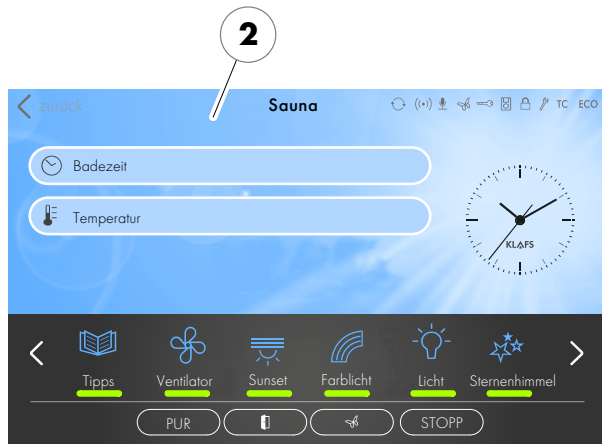 2
zurück Sauna TC ECO
Badezeit
Temperatur
KLAFS
Tipps Ventilator Sunset Farblicht Licht Sternenhimmel
PUR STOPP